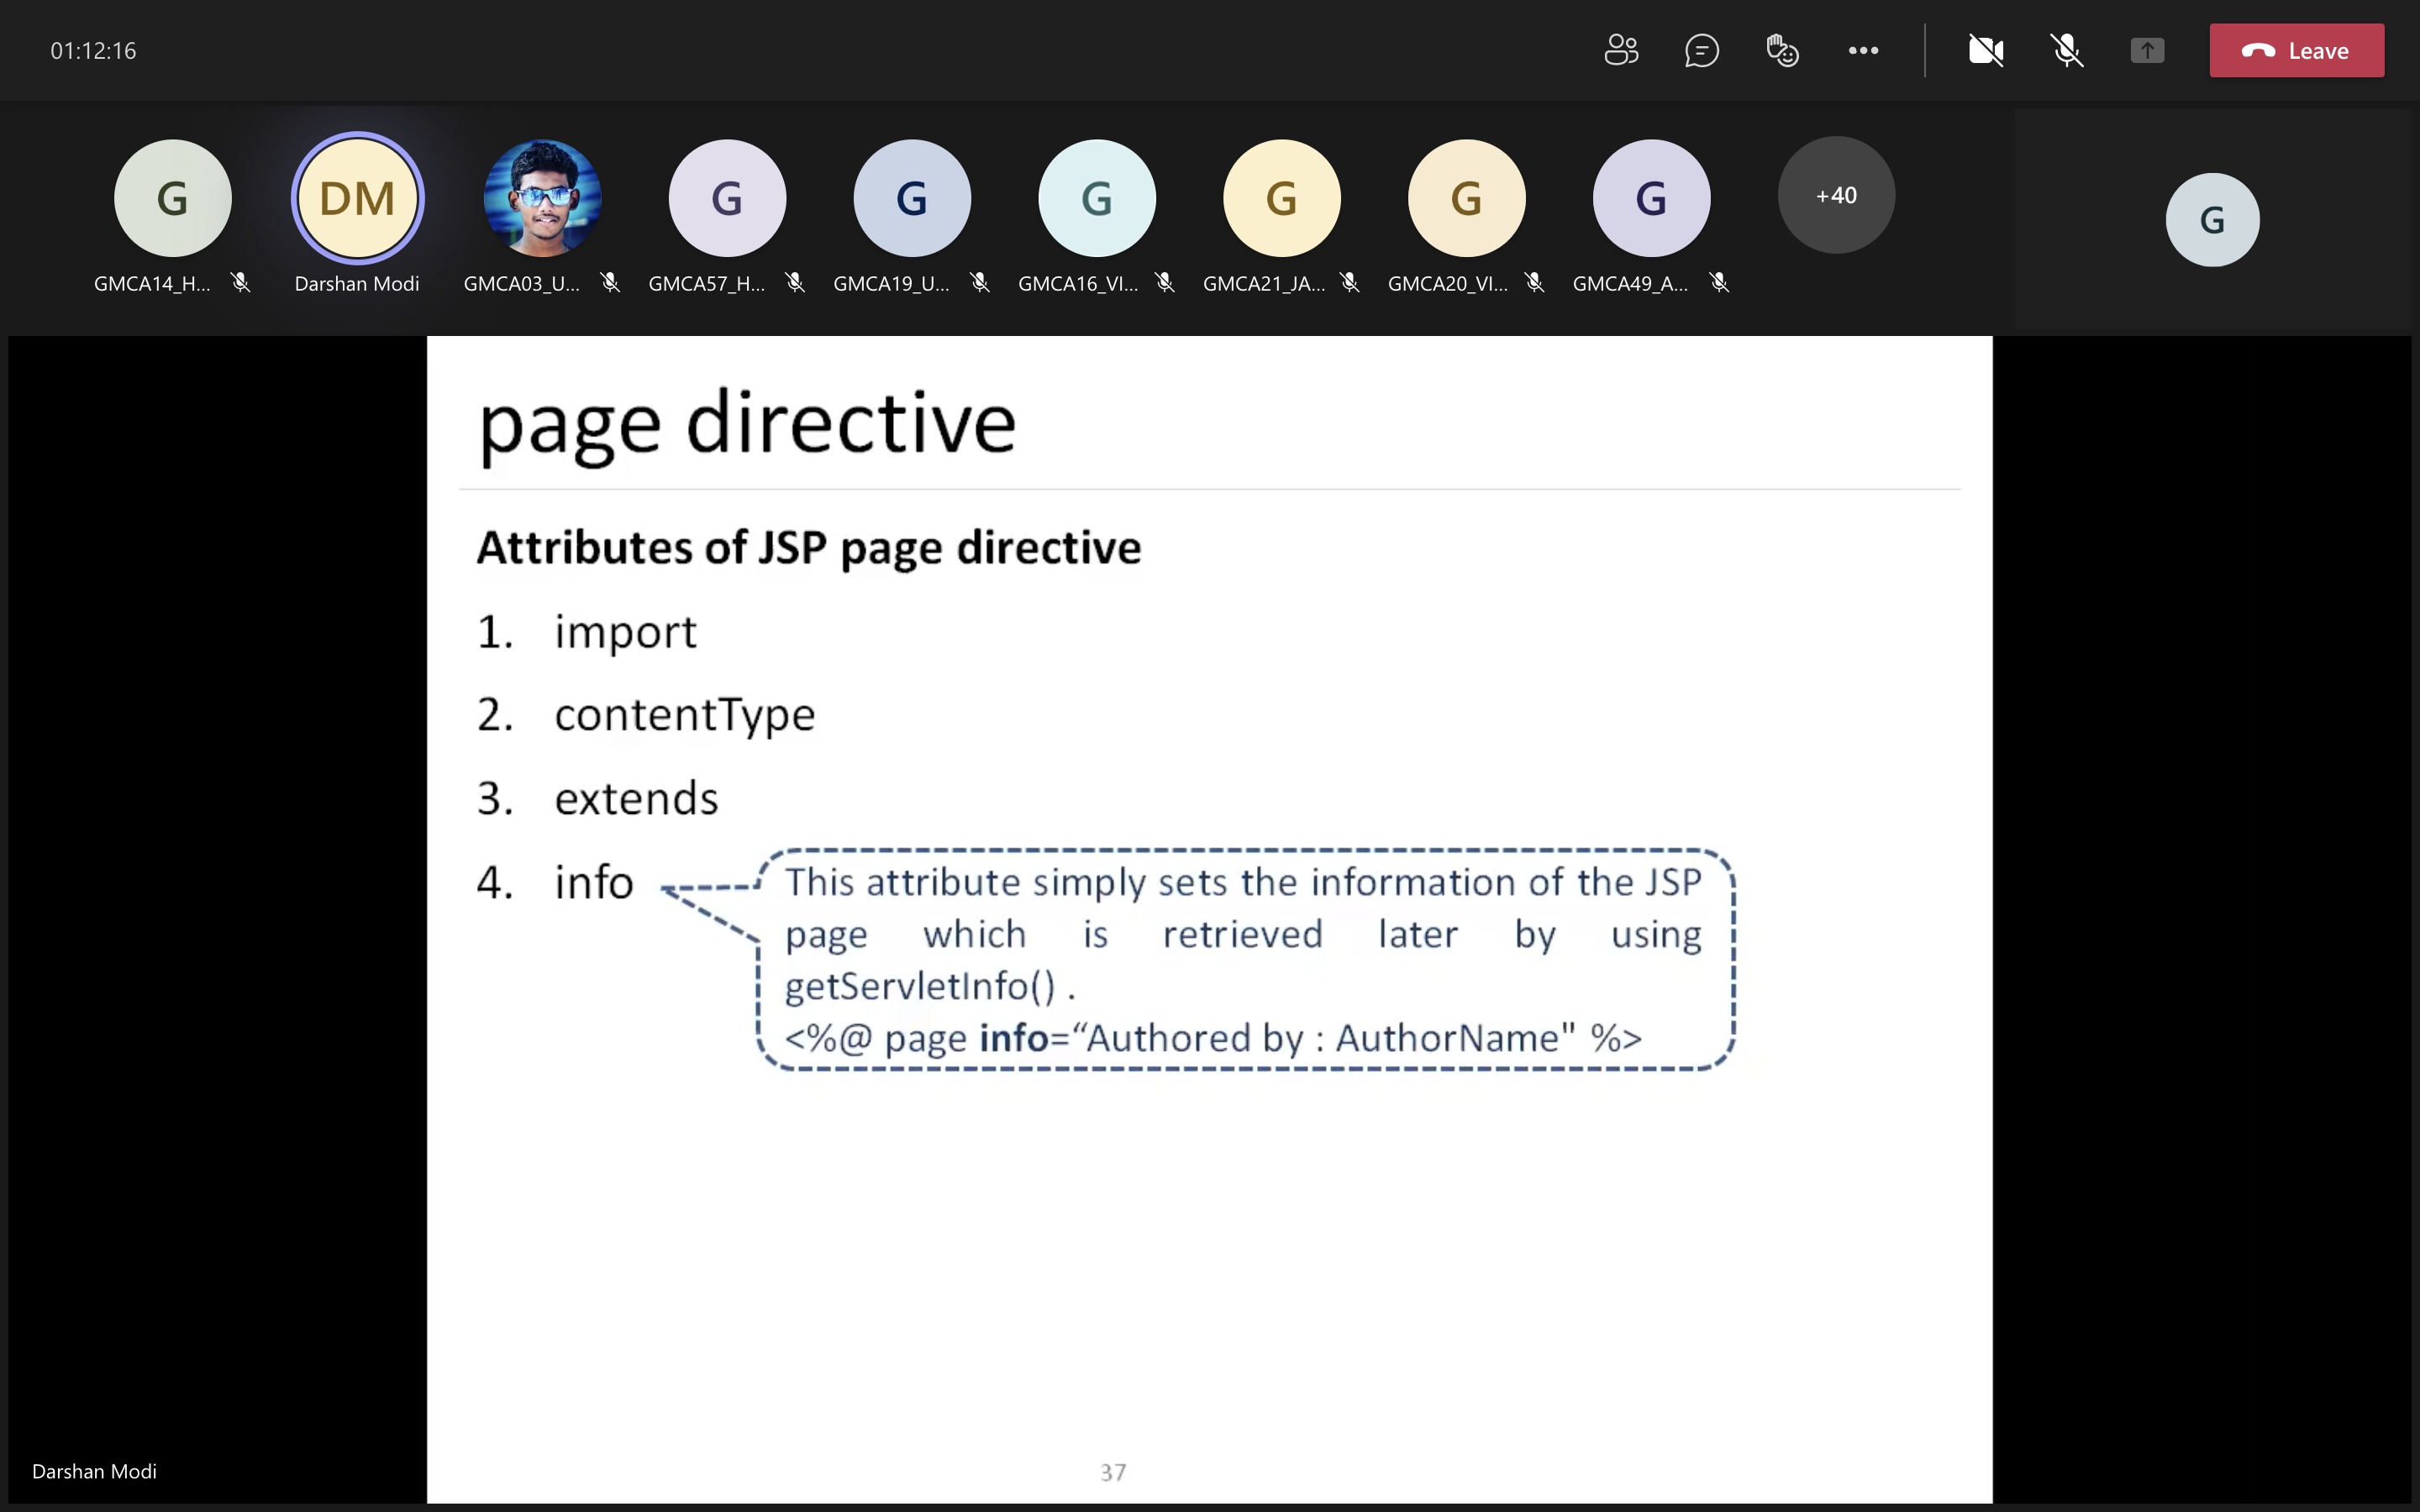 01:12:16
Leave
G
DM
G
G
G
G
G
G
+40
G
GMCA14_H...
Darshan Modi
GMCA03_U...
GMCA57_H...
GMCA19_U...
GMCA16_VI...
GMCA21_JA...
GMCA20_VI...
GMCA49_A...
page directive
Attributes of JSP page directive
1. import
2. contentType
3. extends
4. info
This attribute simply sets the information of the JSP
page which is retrieved later by using
getServletInfo() .
<%@ page info=“Authored by : AuthorName" %>
Darshan Modi
37